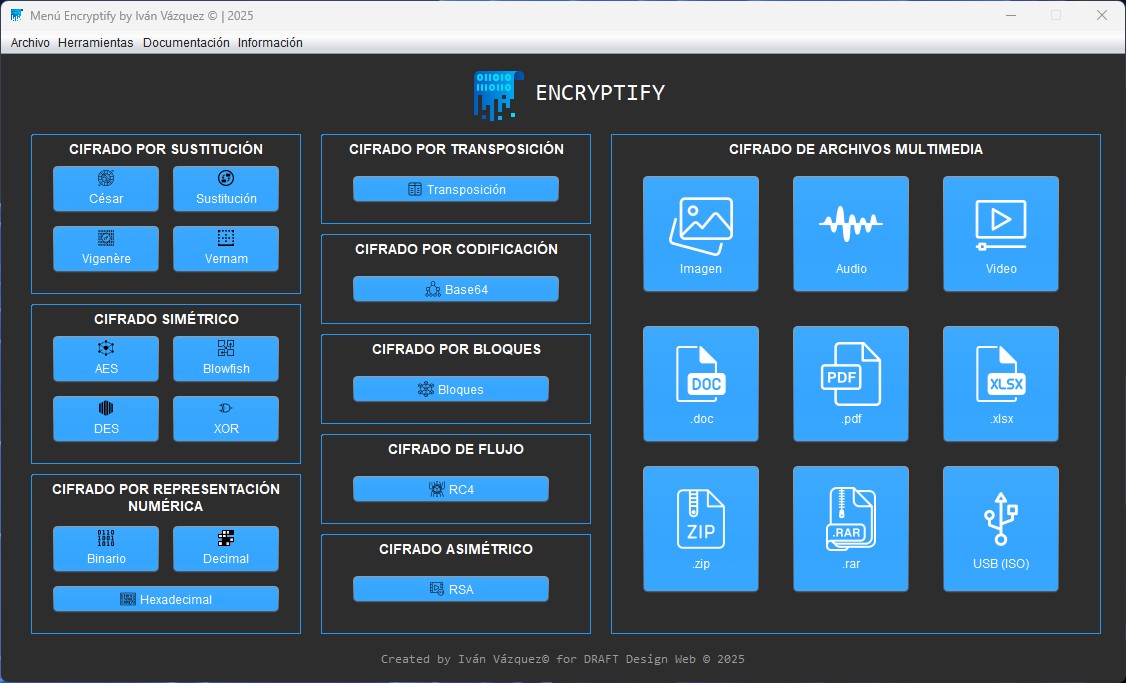 Menú Encryptify by Iván Vázquez © | 2025
Archivo Herramientas Documentación Información
ENCRYPTIFY
CIFRADO POR SUSTITUCIÓN
César
Sustitución
Vigenère
Vernam
CIFRADO SIMÉTRICO
AES
Blowfish
DES
XOR
CIFRADO POR REPRESENTACIÓN
NUMÉRICA
Binario
Decimal
Hexadecimal
CIFRADO POR TRANSPOSICIÓN
Transposición
CIFRADO POR CODIFICACIÓN
Base64
CIFRADO POR BLOQUES
Bloques
CIFRADO DE FLUJO
RC4
CIFRADO ASIMÉTRICO
RSA
CIFRADO DE ARCHIVOS MULTIMEDIA
Imagen
Audio
Video
DOC
.doc
PDF
.pdf
XLSX
.xlsx
ZIP
.zip
.RAR
.rar
USB (ISO)
Created by Iván Vázquez© for DRAFT Design Web © 2025